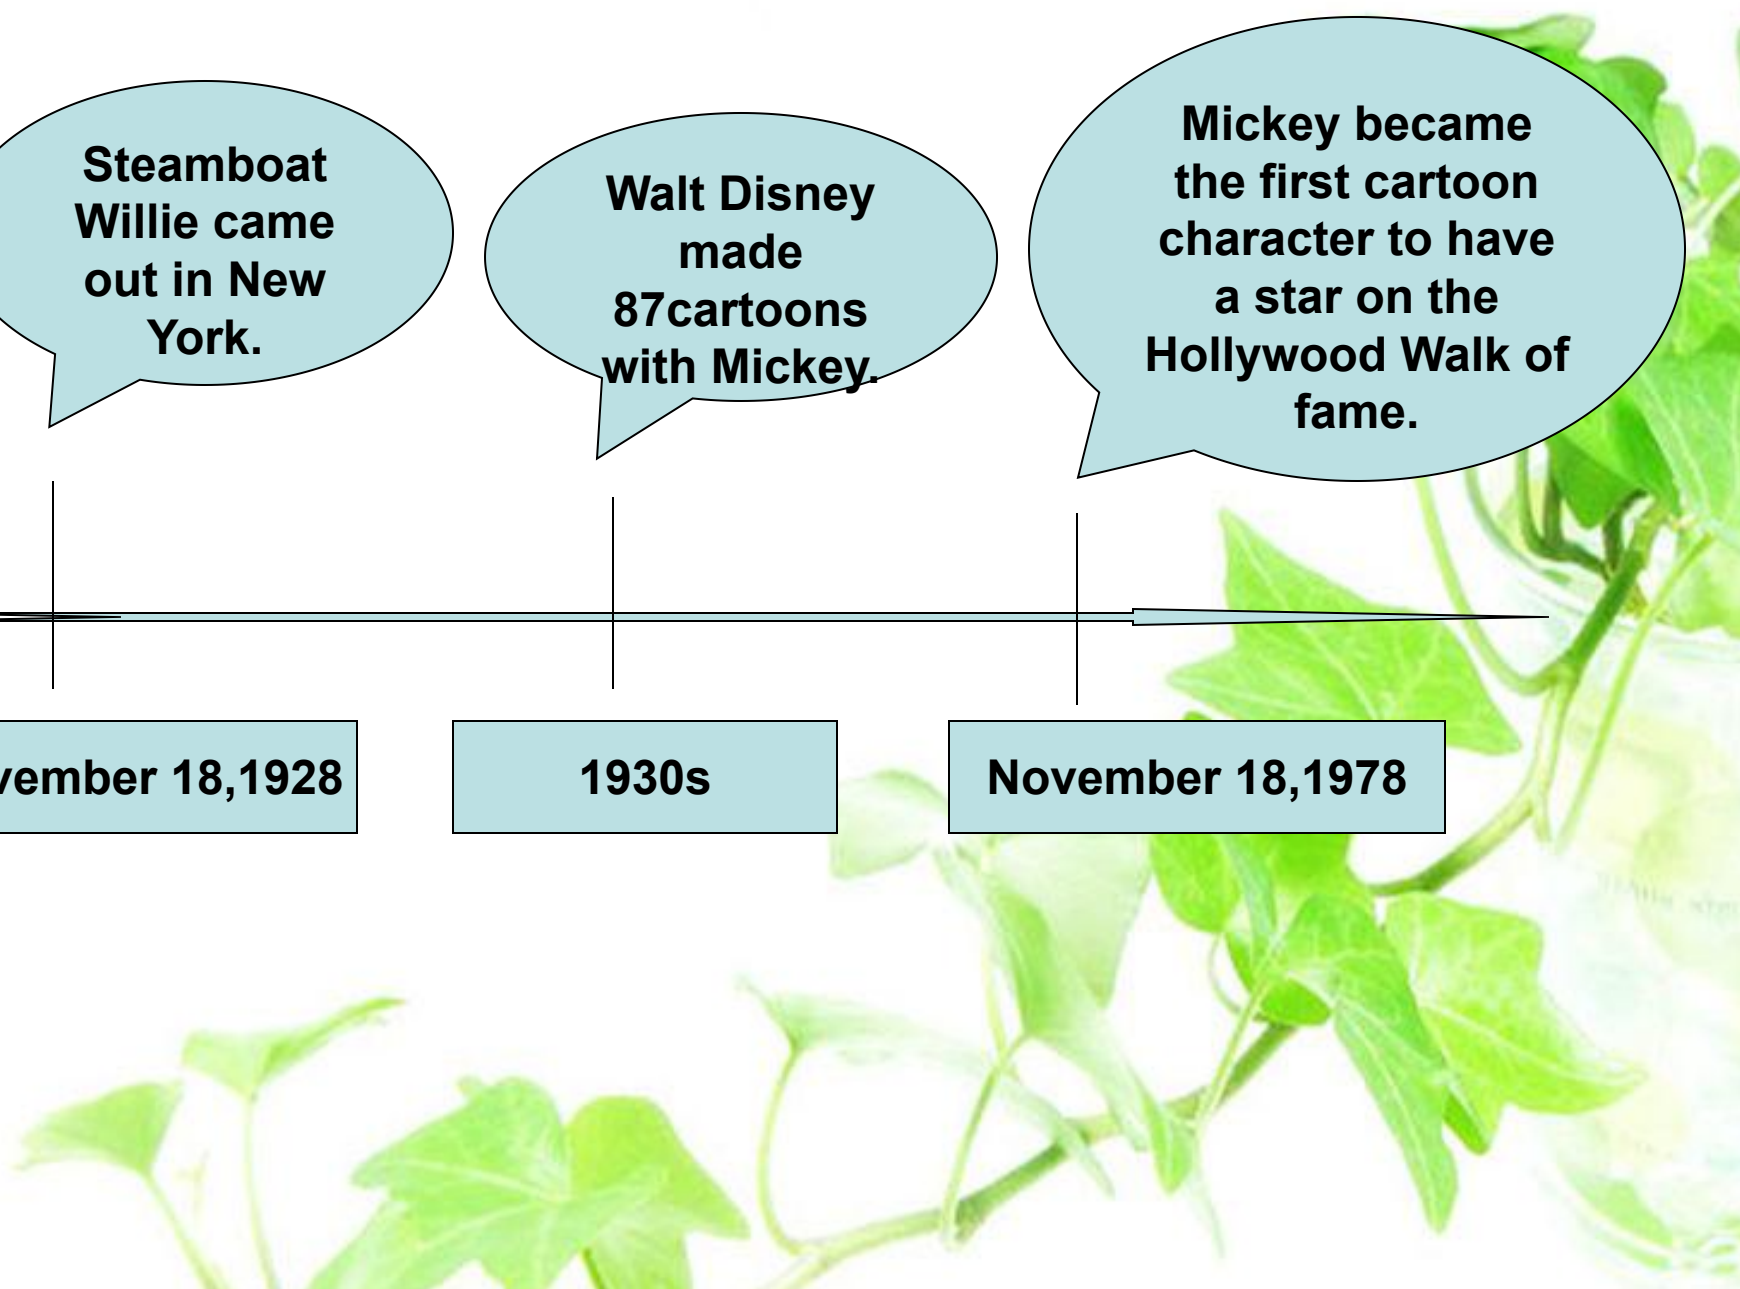 Steamboat
Willie came
out in New
York.
Walt Disney
made
87cartoons
with Mickey.
Mickey became
the first cartoon
character to have
a star on the
Hollywood Walk of
fame.
vember 18,1928
1930s
November 18,1978